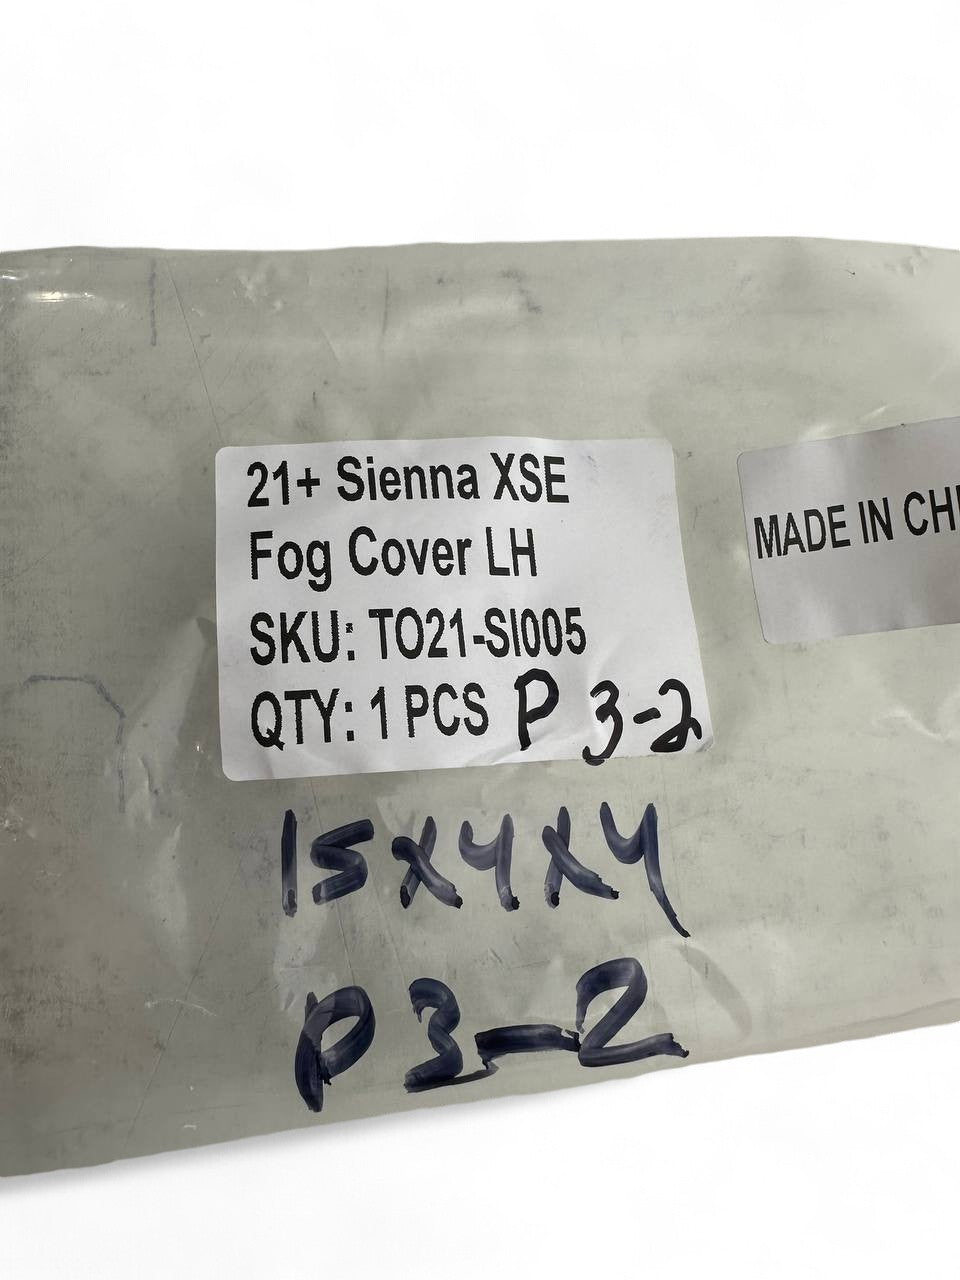 21+ Sienna XSE
Fog Cover LH
SKU: TO21-SI005
QTY: 1 PCS P 3-2
MADE IN CHI
15X4X4
P3-2